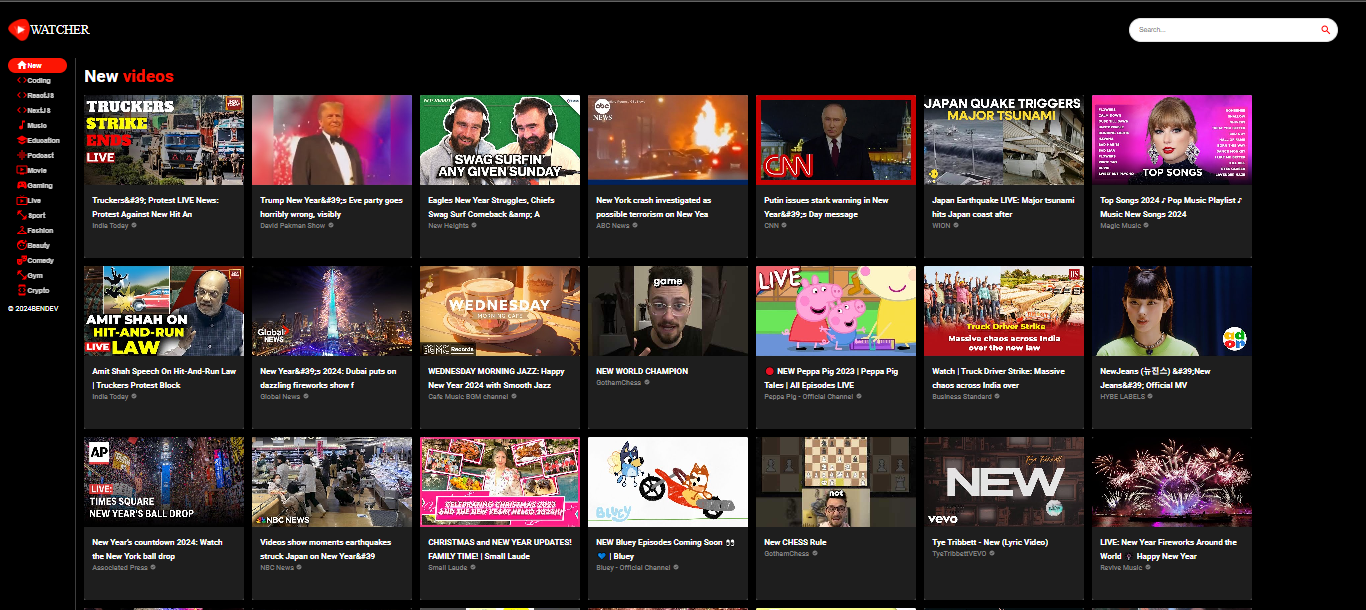 WATCHER
Search...
New
Coding
ReactJS
NextJS
Music
Education
Podcast
Movie
Gaming
Live
Sport
Fashion
Beauty
Comedy
Gym
Crypto
© 2024BENDEV
New videos
TRUCKERS
STRIKE
ENDS
LIVE
Truckers&#39; Protest LIVE News:
Protest Against New Hit An
India Today
Trump New Year&#39;s Eve party goes
horribly wrong, visibly
David Pakman Show
SWAG SURFIN'
ANY GIVEN SUNDAY
Eagles New Year Struggles, Chiefs
Swag Surf Comeback &amp; A
New Heights
abc
NEWS
New York crash investigated as
possible terrorism on New Yea
ABC News
CNN
Putin issues stark warning in New
Year&#39;s Day message
CNN
JAPAN QUAKE TRIGGERS
MAJOR TSUNAMI
Japan Earthquake LIVE: Major tsunami
hits Japan coast after
WION
TOP SONGS
Top Songs 2024 ♪ Pop Music Playlist ♪
Music New Songs 2024
Magic Music
AMIT SHAH ON
HIT-AND-RUN
LIVE LAW
Amit Shah Speech On Hit-And-Run Law
| Truckers Protest Block
India Today
Global
NEWS
New Year&#39;s 2024: Dubai puts on
dazzling fireworks show f
Global News
WEDNESDAY
MORNING CAFE
BGMC Records
WEDNESDAY MORNING JAZZ: Happy
New Year 2024 with Smooth Jazz
Cafe Music BGM channel
game
NEW WORLD CHAMPION
GothamChess
LIVE
🔴 NEW Peppa Pig 2023 | Peppa Pig
Tales | All Episodes LIVE
Peppa Pig - Official Channel
Truck Driver Strike
Massive chaos across India
over the new law
Watch | Truck Driver Strike: Massive
chaos across India over
Business Standard
NewJeans (뉴진스) &#39;New
Jeans&#39; Official MV
HYBE LABELS
AP
LIVE:
TIMES SQUARE
NEW YEAR'S BALL DROP
New Year's countdown 2024: Watch
the New York ball drop
Associated Press
NBC NEWS
Videos show moments earthquakes
struck Japan on New Year&#39
NBC News
CELEBRATING CHRISTMAS 2023
AND THE NEW YEAR! HELLO 2024!!
CHRISTMAS and NEW YEAR UPDATES!
FAMILY TIME! | Small Laude
Small Laude
BLUEY
NEW Bluey Episodes Coming Soon 👀
💙 | Bluey
Bluey - Official Channel
not
New CHESS Rule
GothamChess
Tye Tribbett
NEW
vevo
Tye Tribbett - New (Lyric Video)
TyeTribbettVEVO
LIVE: New Year Fireworks Around the
World Happy New Year
Revive Music